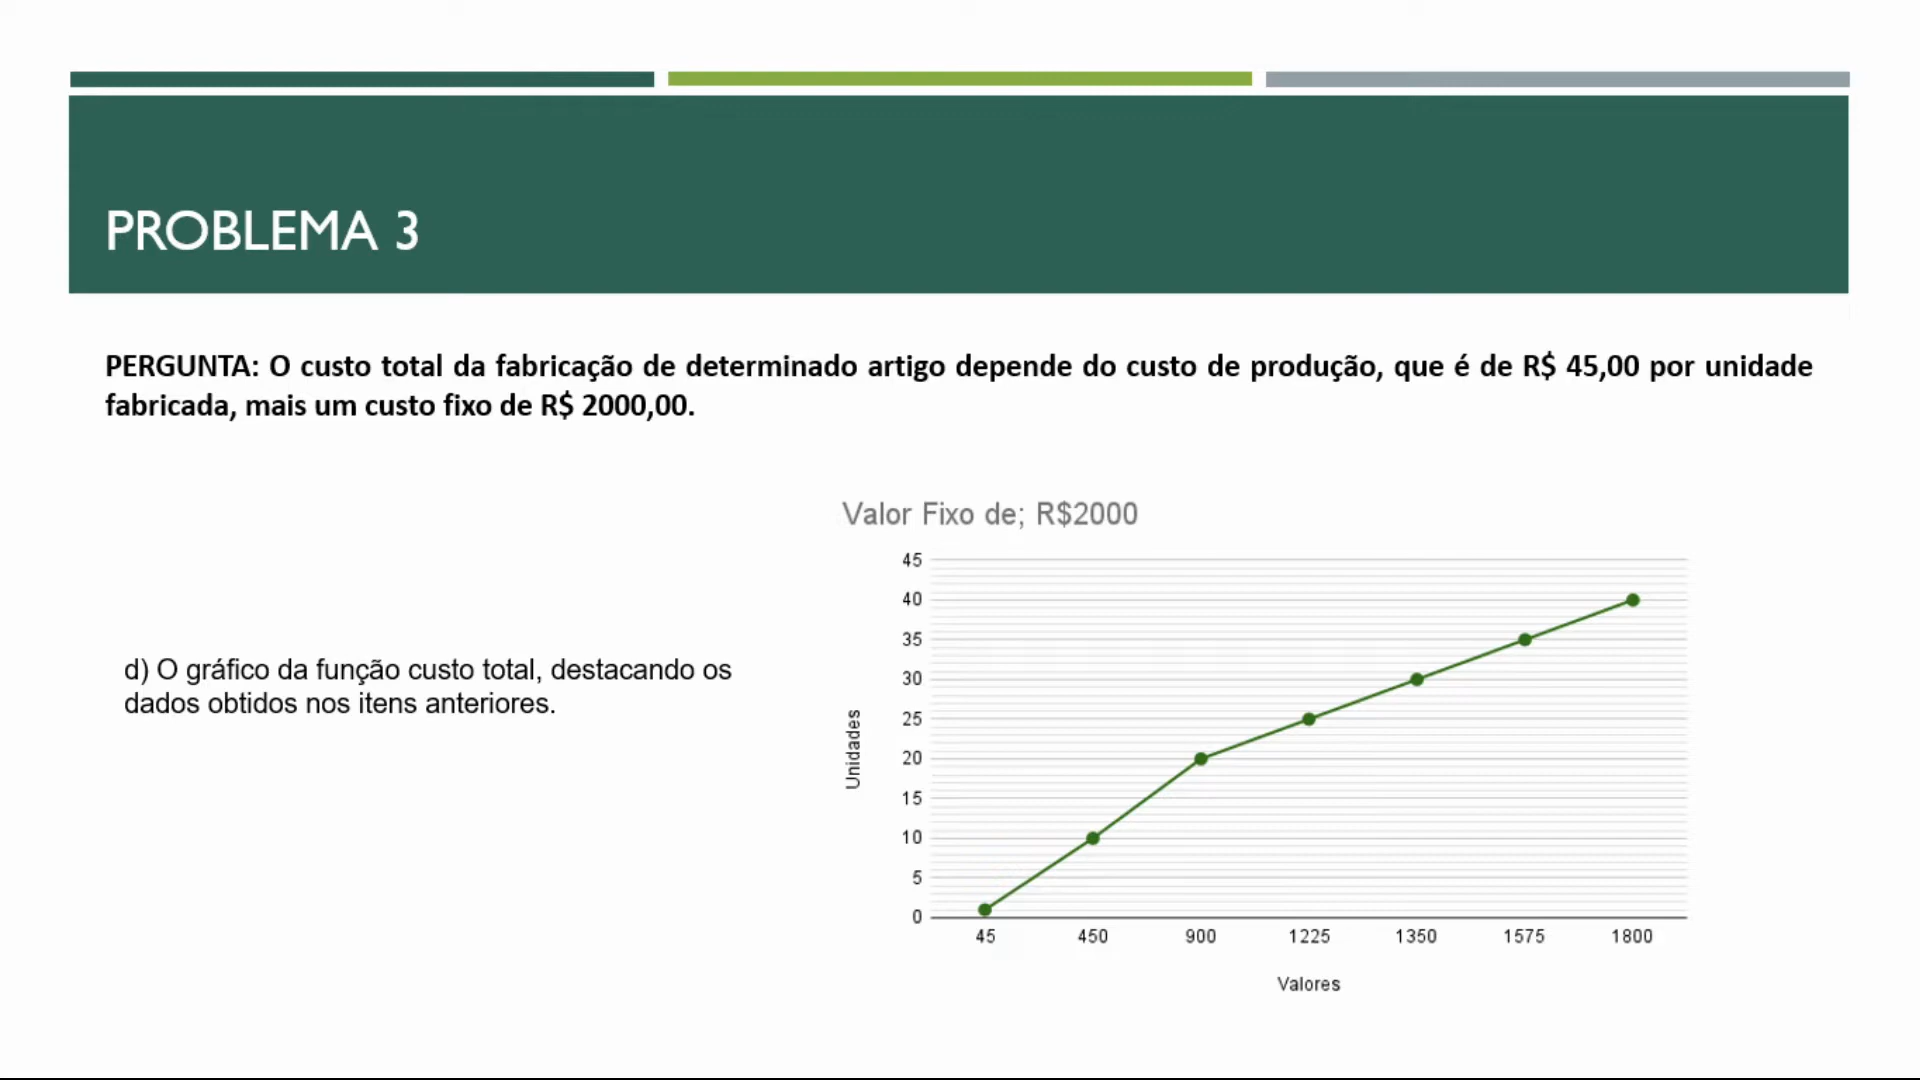 PROBLEMA 3
PERGUNTA: O custo total da fabricação de determinado artigo depende do custo de produção, que é de R$ 45,00 por unidade
fabricada, mais um custo fixo de R$ 2000,00.
d) O gráfico da função custo total, destacando os
dados obtidos nos itens anteriores.
Valor Fixo de; R$2000
Unidades
45
40
35
30
25
20
15
10
5
0
45 450 900 1225 1350 1575 1800
Valores